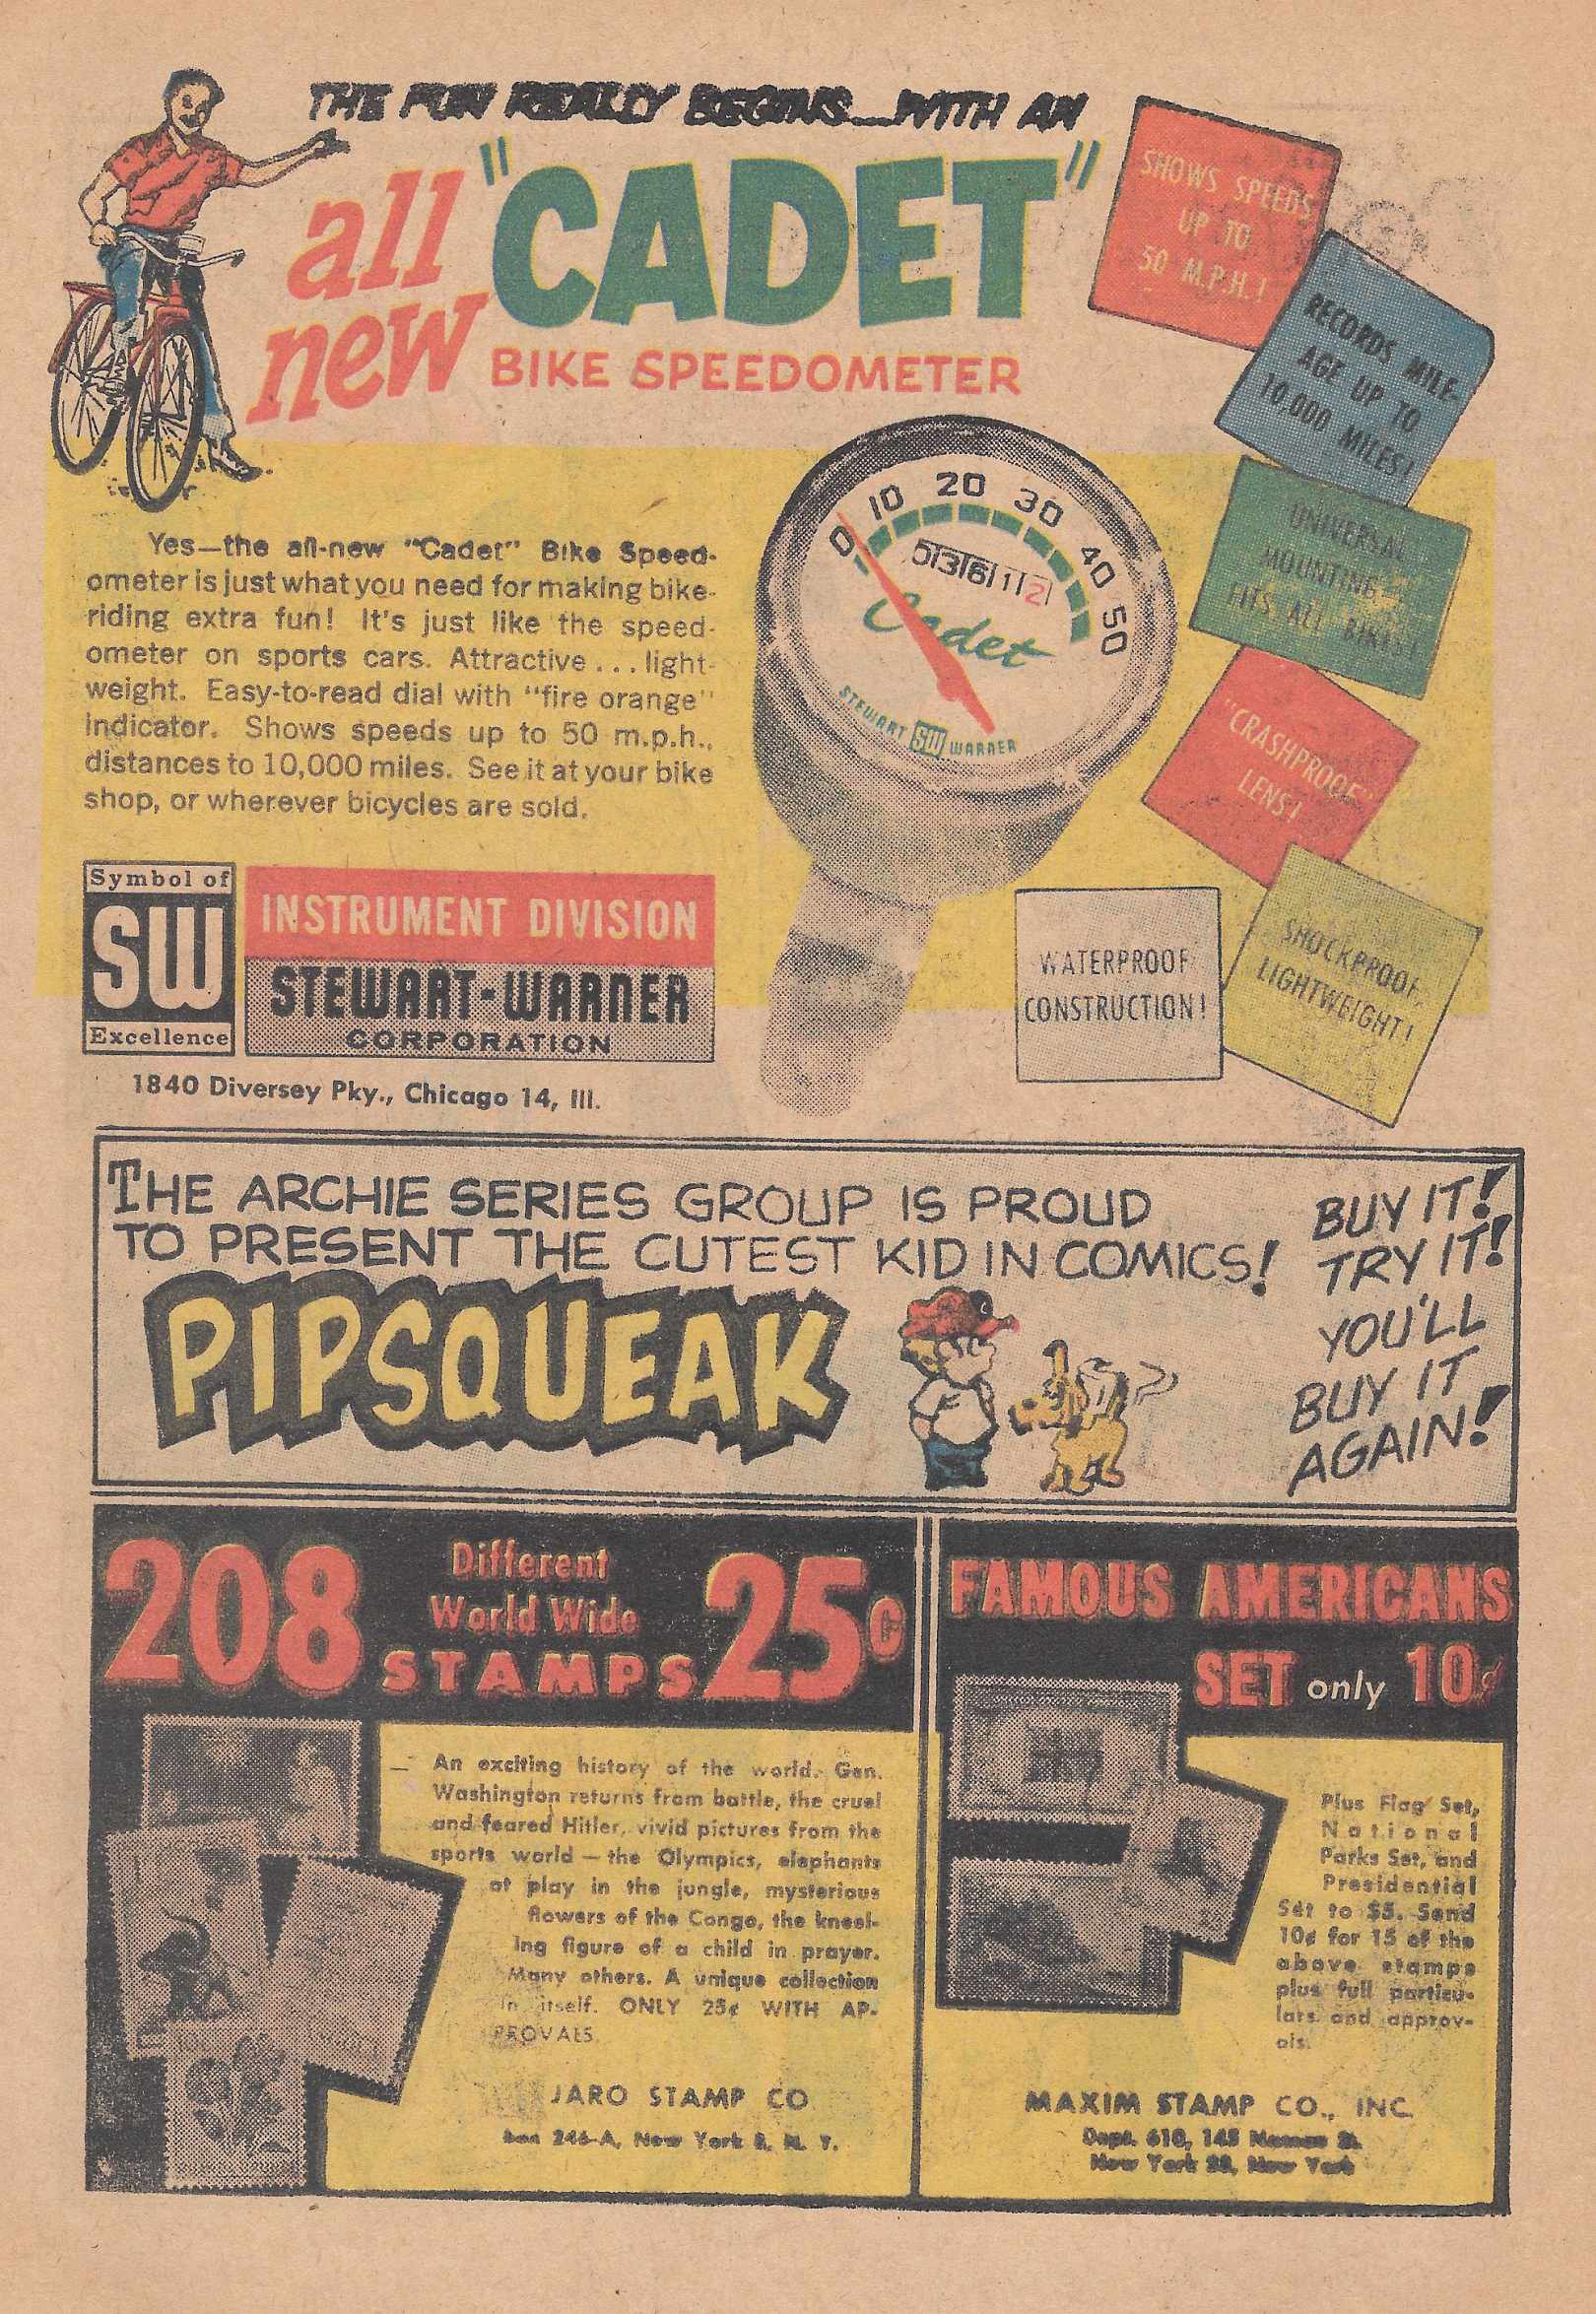 THE FUN REALLY BEGINS...WITH AN
all new "CADET"
BIKE SPEEDOMETER
SHOWS SPEEDS
UP TO
50 M.P.H.!
RECORDS MILE-
AGE UP TO
10,000 MILES!
UNIVERSAL
MOUNTING
FITS ALL BIKES!
"CRASHPROOF"
LENS!
SHOCKPROOF,
LIGHTWEIGHT!
WATERPROOF
CONSTRUCTION!
0 10 20 30 40 50
53611 2
Cadet
STEWART SW WARNER
Yes—the all-new "Cadet" Bike Speed-
ometer is just what you need for making bike-
riding extra fun! It's just like the speed-
ometer on sports cars. Attractive...light-
weight. Easy-to-read dial with "fire orange"
indicator. Shows speeds up to 50 m.p.h.,
distances to 10,000 miles. See it at your bike
shop, or wherever bicycles are sold.
Symbol of
SW
Excellence
INSTRUMENT DIVISION
STEWART-WARNER
CORPORATION
1840 Diversey Pky., Chicago 14, Ill.
THE ARCHIE SERIES GROUP IS PROUD
TO PRESENT THE CUTEST KID IN COMICS!
PIPSQUEAK
BUY IT!
TRY IT!
YOU'LL
BUY IT
AGAIN!
208 Different
World Wide
STAMPS 25¢
An exciting history of the world. Gen.
Washington returns from battle, the cruel
and feared Hitler, vivid pictures from the
sports world — the Olympics, elephants
at play in the jungle, mysterious
flowers of the Congo, the kneel-
ing figure of a child in prayer.
Many others. A unique collection
in itself. ONLY 25¢ WITH AP-
PROVALS.
JARO STAMP CO
Box 246-A, New York 8, N. Y.
FAMOUS AMERICANS
SET only 10¢
Plus Flag Set,
National
Parks Set, and
Presidential
Set to $5. Send
10¢ for 15 of the
above stamps
plus full particu-
lars and approv-
als.
MAXIM STAMP CO., INC.
Dept. 610, 145 Nassau St.
New York 38, New York